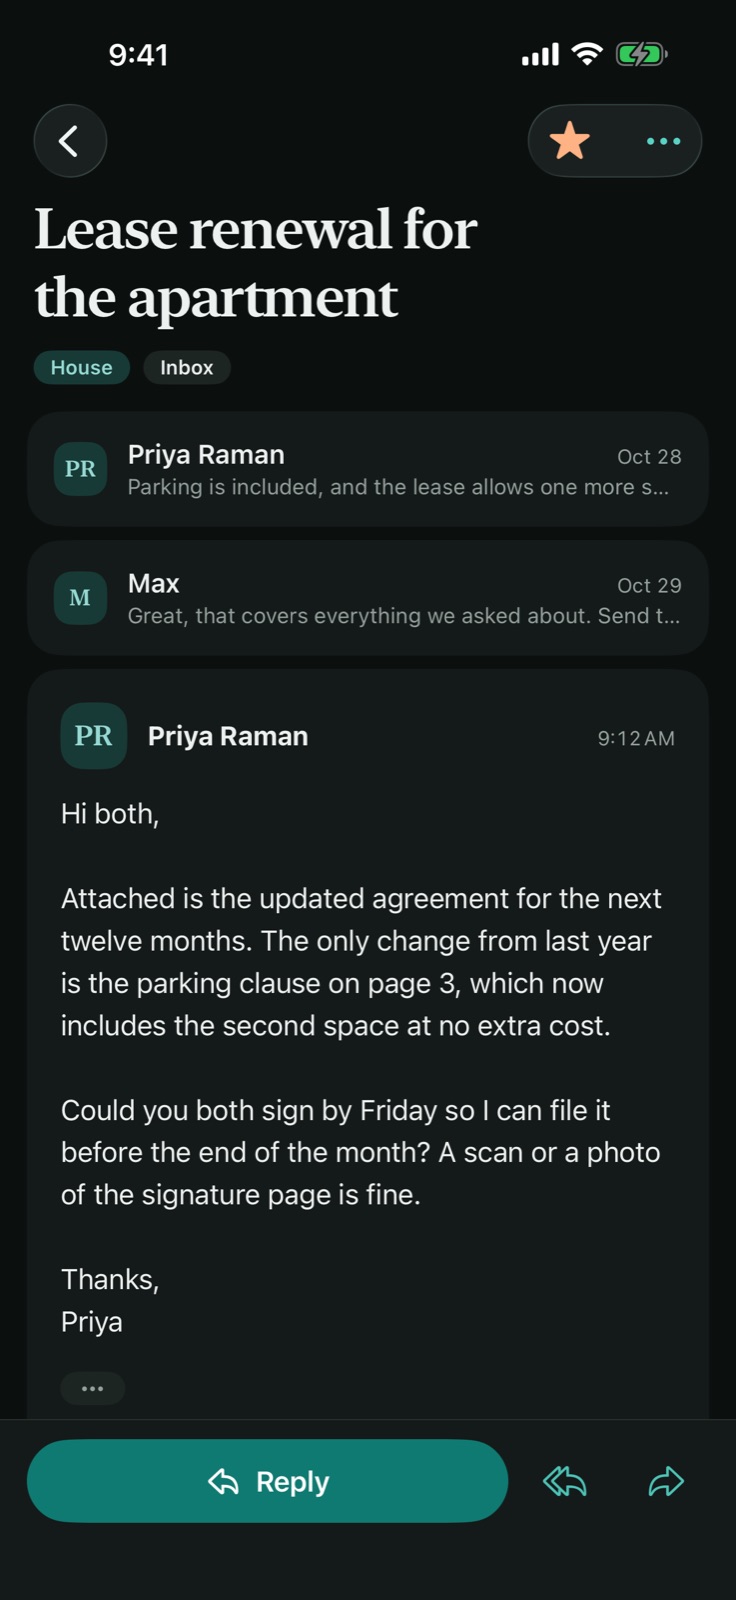 9:41
Lease renewal for
the apartment
House
Inbox
PR
Priya Raman
Oct 28
Parking is included, and the lease allows one more s...
M
Max
Oct 29
Great, that covers everything we asked about. Send t...
PR
Priya Raman
9:12 AM
Hi both,
Attached is the updated agreement for the next
twelve months. The only change from last year
is the parking clause on page 3, which now
includes the second space at no extra cost.
Could you both sign by Friday so I can file it
before the end of the month? A scan or a photo
of the signature page is fine.
Thanks,
Priya
Reply